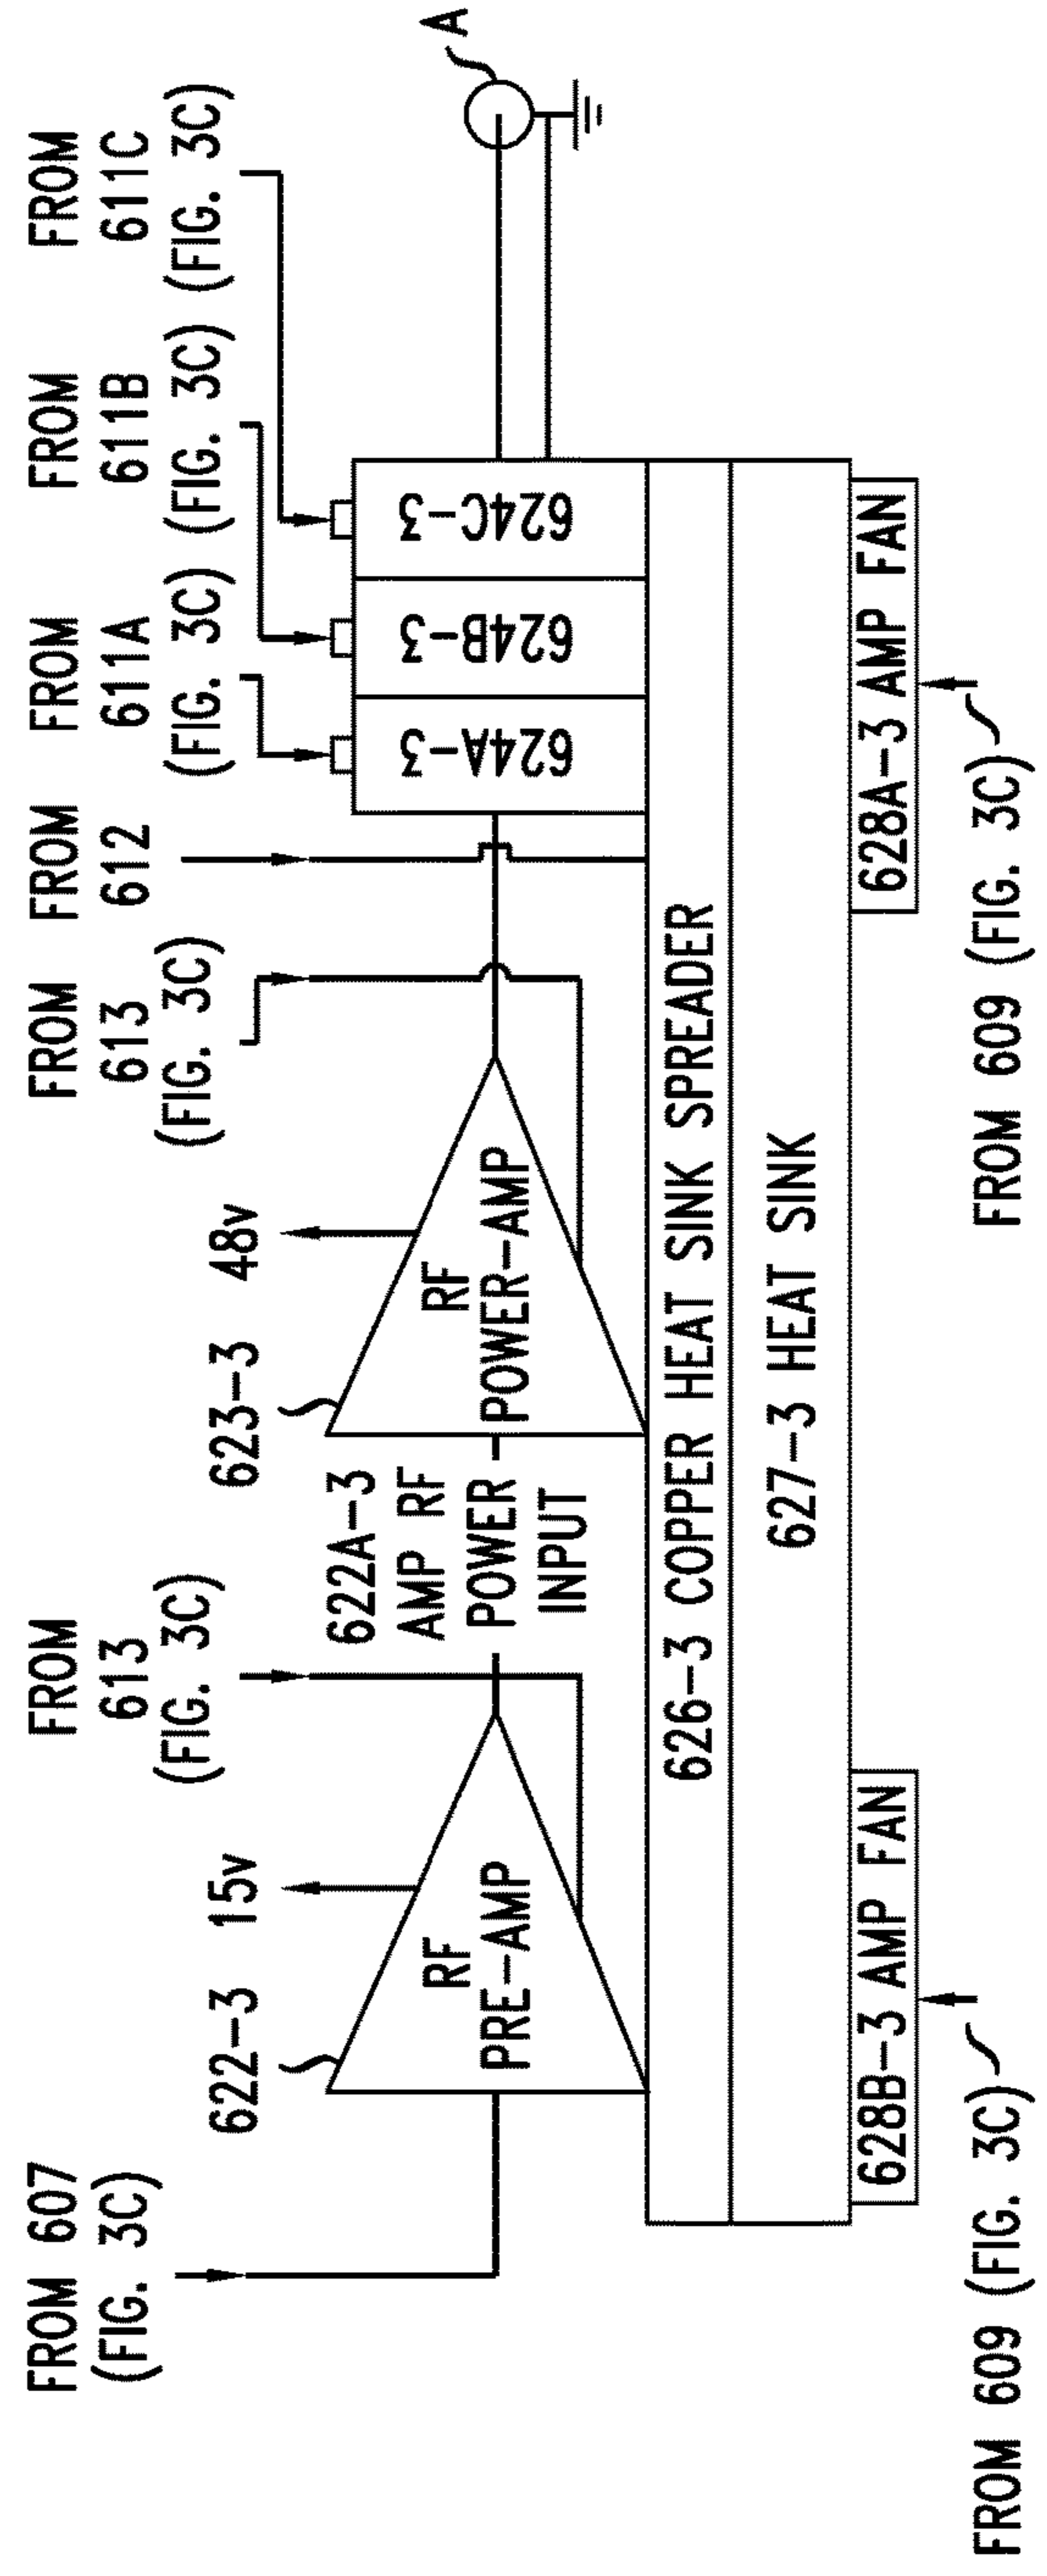 FROM 607
(FIG. 3C)
FROM
613
(FIG. 3C)
FROM
613
(FIG. 3C)
FROM
612
FROM
611A
(FIG. 3C)
FROM
611B
(FIG. 3C)
FROM
611C
(FIG. 3C)
A
622-3
15v
623-3
48v
RF
PRE-AMP
622A-3
AMP RF
POWER
INPUT
RF
POWER-AMP
624A-3
624B-3
624C-3
626-3 COPPER HEAT SINK SPREADER
627-3 HEAT SINK
628B-3 AMP FAN
628A-3 AMP FAN
FROM 609 (FIG. 3C)
FROM 609 (FIG. 3C)